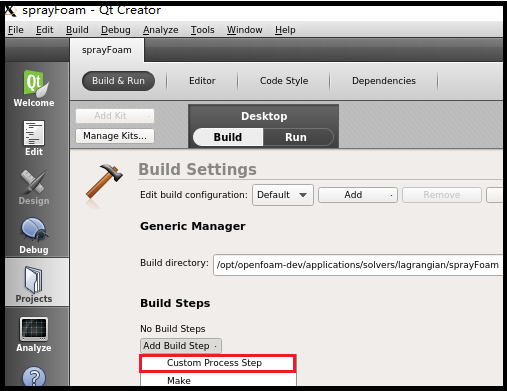 sprayFoam - Qt Creator
File Edit Build Debug Analyze Tools Window Help
sprayFoam
Qt
Welcome
Edit
Design
Debug
Projects
Analyze
?
Build & Run Editor Code Style Dependencies
Add Kit
Manage Kits...
Desktop
Build Run
Build Settings
Edit build configuration: Default Add Remove
Generic Manager
Build directory: /opt/openfoam-dev/applications/solvers/lagrangian/sprayFoam
Build Steps
No Build Steps
Add Build Step
Custom Process Step
Make